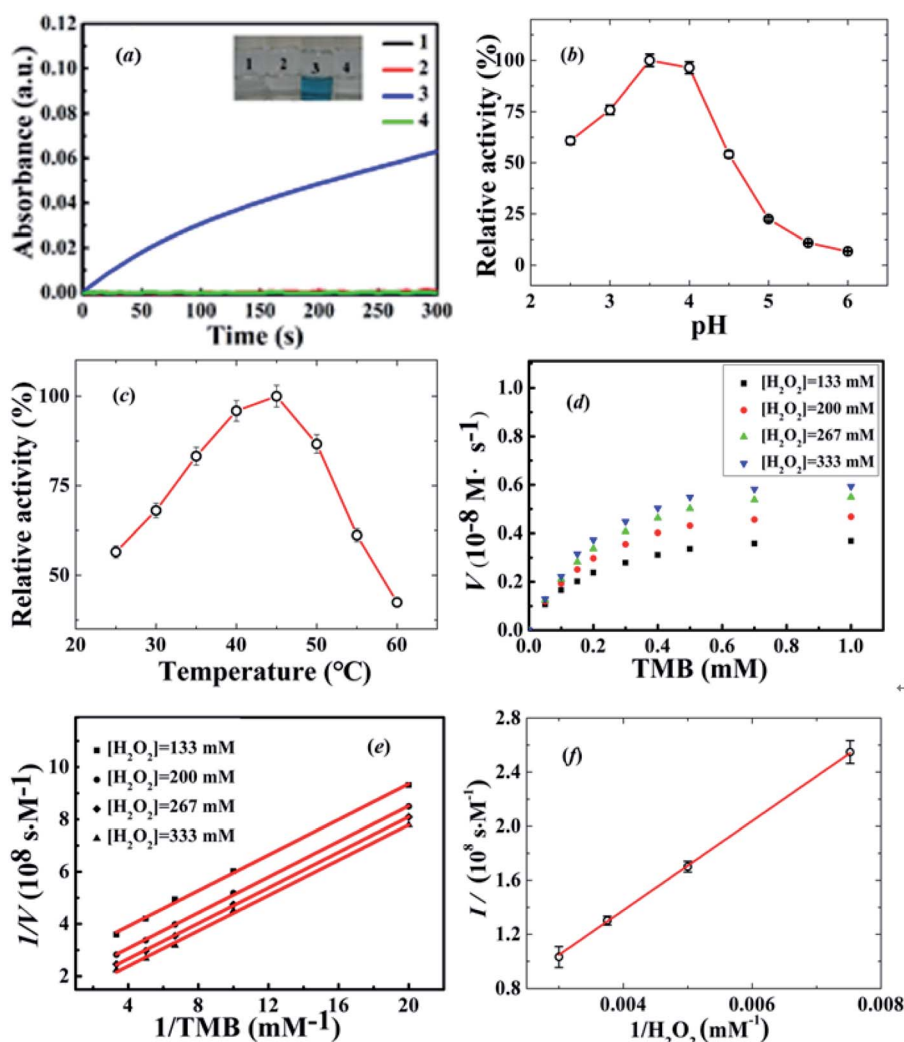 (a)
1
2
3
4
1 2 3 4
0.12
0.10
0.08
0.06
0.04
0.02
0.00
Absorbance (a.u.)
0 50 100 150 200 250 300
Time (s)
(b)
100
75
50
25
0
Relative activity (%)
2 3 4 5 6
pH
(c)
100
75
50
Relative activity (%)
20 30 40 50 60
Temperature (°C)
(d)
[H₂O₂]=133 mM
[H₂O₂]=200 mM
[H₂O₂]=267 mM
[H₂O₂]=333 mM
1.0
0.8
0.6
0.4
0.2
0.0
V (10-8 M· s-1)
0.0 0.2 0.4 0.6 0.8 1.0
TMB (mM)
(e)
[H₂O₂]=133 mM
[H₂O₂]=200 mM
[H₂O₂]=267 mM
[H₂O₂]=333 mM
10
8
6
4
2
1/V (10⁸ s·M-1)
4 8 12 16 20
1/TMB (mM-1)
(f)
2.8
2.2
1.6
1.0
0.4
I / (10⁸ s·M⁻¹)
0.004 0.006 0.008
1/H₂O₂ (mM⁻¹)